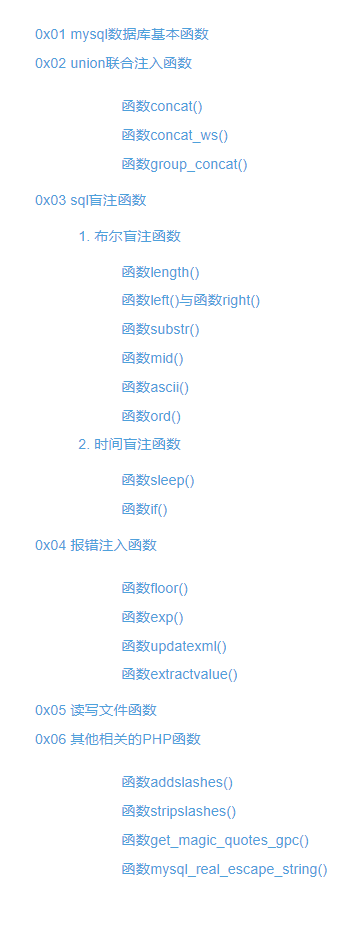 0x01 mysql数据库基本函数
0x02 union联合注入函数
函数concat()
函数concat_ws()
函数group_concat()
0x03 sql盲注函数
1. 布尔盲注函数
函数length()
函数left()与函数right()
函数substr()
函数mid()
函数ascii()
函数ord()
2. 时间盲注函数
函数sleep()
函数if()
0x04 报错注入函数
函数floor()
函数exp()
函数updatexml()
函数extractvalue()
0x05 读写文件函数
0x06 其他相关的PHP函数
函数addslashes()
函数stripslashes()
函数get_magic_quotes_gpc()
函数mysql_real_escape_string()